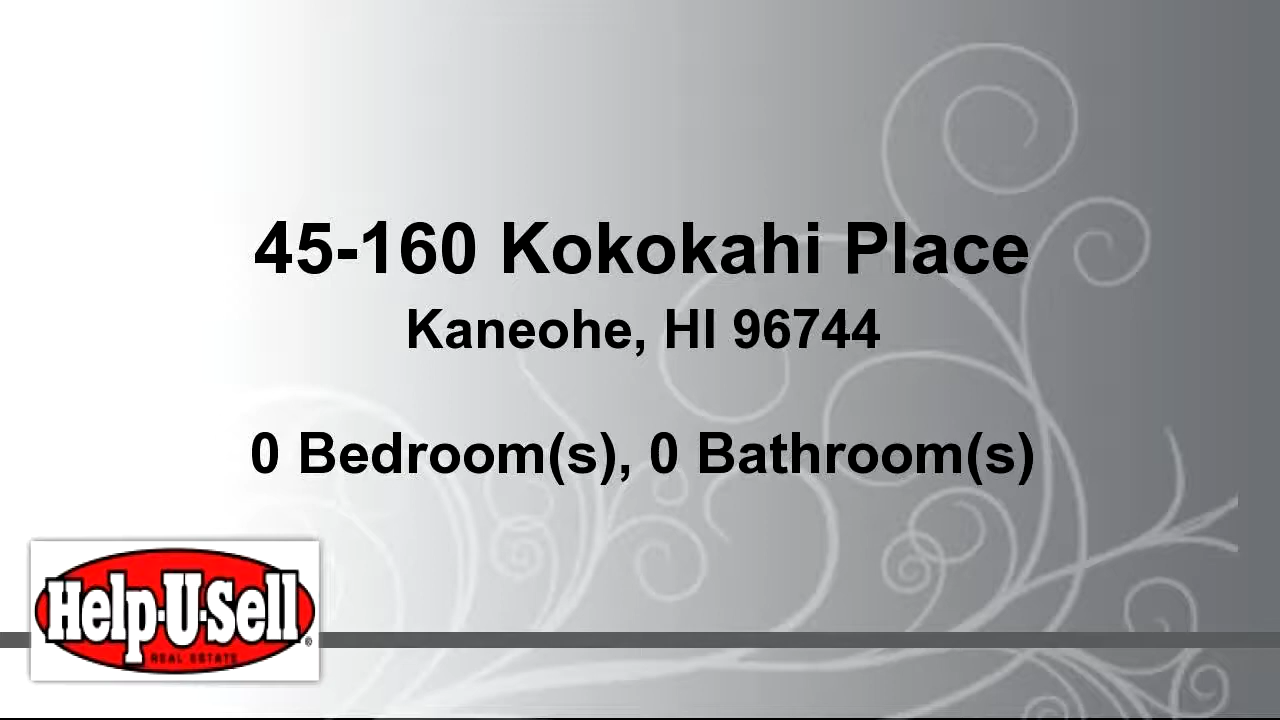 45-160 Kokokahi Place
Kaneohe, HI 96744
0 Bedroom(s), 0 Bathroom(s)
Help-U-Sell®
REAL ESTATE